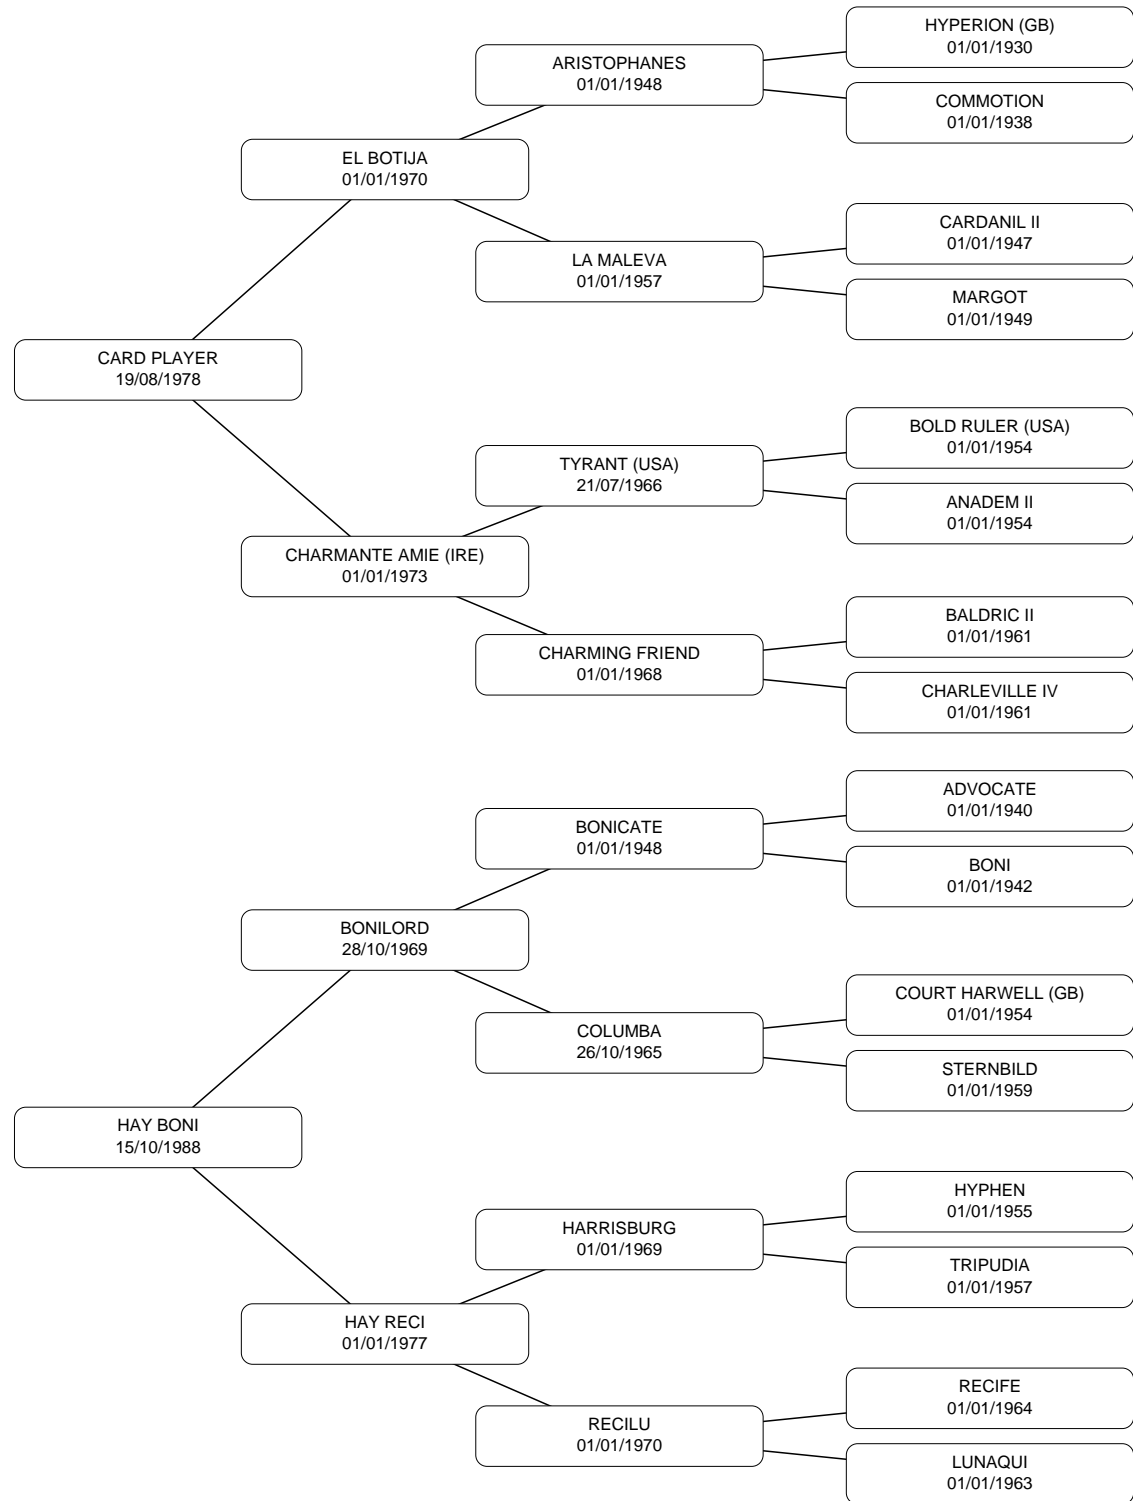 HYPERION (GB)
01/01/1930
ARISTOPHANES
01/01/1948
COMMOTION
01/01/1938
EL BOTIJA
01/01/1970
CARDANIL II
01/01/1947
LA MALEVA
01/01/1957
MARGOT
01/01/1949
CARD PLAYER
19/08/1978
BOLD RULER (USA)
01/01/1954
TYRANT (USA)
21/07/1966
ANADEM II
01/01/1954
CHARMANTE AMIE (IRE)
01/01/1973
BALDRIC II
01/01/1961
CHARMING FRIEND
01/01/1968
CHARLEVILLE IV
01/01/1961
ADVOCATE
01/01/1940
BONICATE
01/01/1948
BONI
01/01/1942
BONILORD
28/10/1969
COURT HARWELL (GB)
01/01/1954
COLUMBA
26/10/1965
STERNBILD
01/01/1959
HAY BONI
15/10/1988
HYPHEN
01/01/1955
HARRISBURG
01/01/1969
TRIPUDIA
01/01/1957
HAY RECI
01/01/1977
RECIFE
01/01/1964
RECILU
01/01/1970
LUNAQUI
01/01/1963